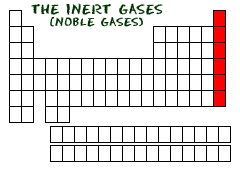 THE INERT GASES
(NOBLE GASES)